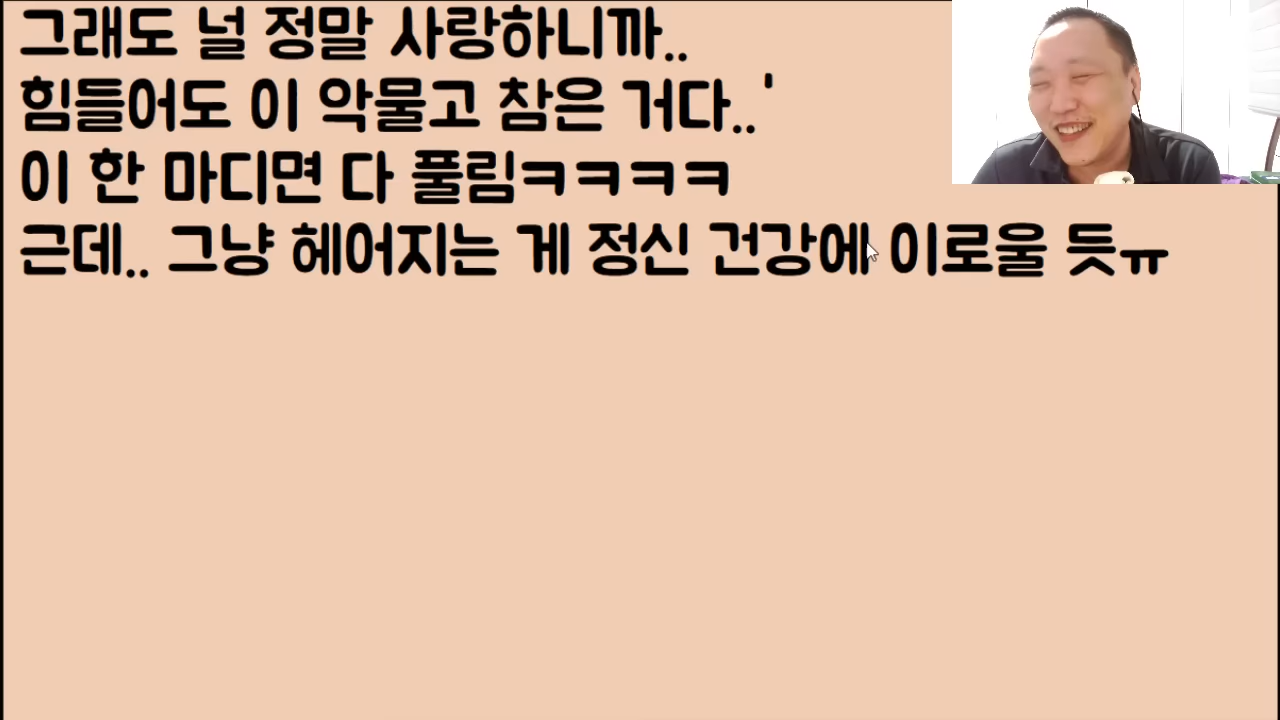 그래도 널 정말 사랑하니까..
힘들어도 이 악물고 참은 거다..'
이 한 마디면 다 풀림ㅋㅋㅋㅋ
근데.. 그냥 헤어지는 게 정신 건강에 이로울 듯ㅠ